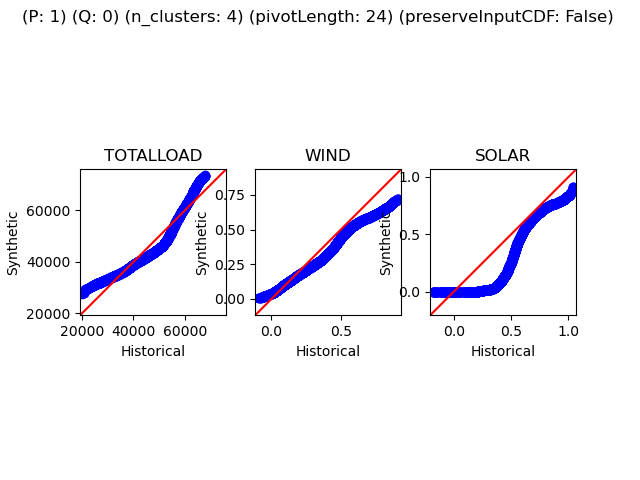 (P: 1) (Q: 0) (n_clusters: 4) (pivotLength: 24) (preserveInputCDF: False)
TOTALLOAD
Synthetic
60000
40000
20000
20000 40000 60000
Historical
WIND
Synthetic
0.75
0.50
0.25
0.00
0.0 0.5
Historical
SOLAR
Synthetic
1.0
0.5
0.0
0.0 0.5 1.0
Historical